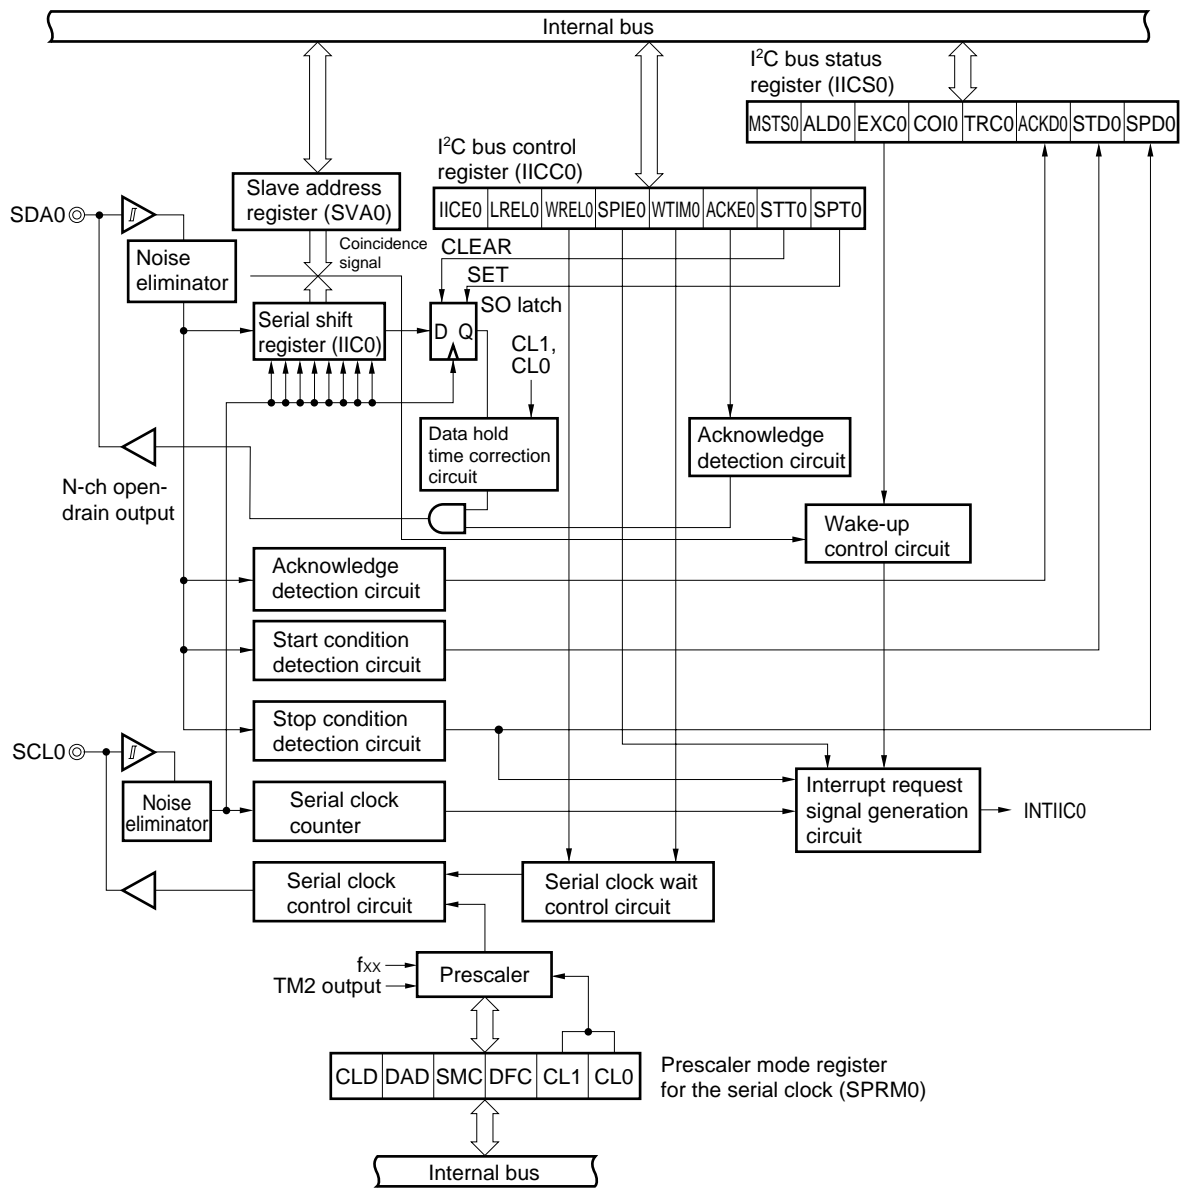 Internal bus
I²C bus status
register (IICS0)
MSTS0 ALD0 EXC0 COI0 TRC0 ACKD0 STD0 SPD0
I²C bus control
register (IICC0)
Slave address
register (SVA0)
IICE0 LREL0 WREL0 SPIE0 WTIM0 ACKE0 STT0 SPT0
SDA0
Noise
eliminator
Coincidence
signal
CLEAR
SET
SO latch
Serial shift
register (IIC0)
D Q
CL1,
CL0
Data hold
time correction
circuit
Acknowledge
detection circuit
N-ch open-
drain output
Wake-up
control circuit
Acknowledge
detection circuit
Start condition
detection circuit
Stop condition
detection circuit
SCL0
Noise
eliminator
Serial clock
counter
Interrupt request
signal generation
circuit
INTIIC0
Serial clock
control circuit
Serial clock wait
control circuit
fxx
TM2 output
Prescaler
CLD DAD SMC DFC CL1 CL0
Prescaler mode register
for the serial clock (SPRM0)
Internal bus